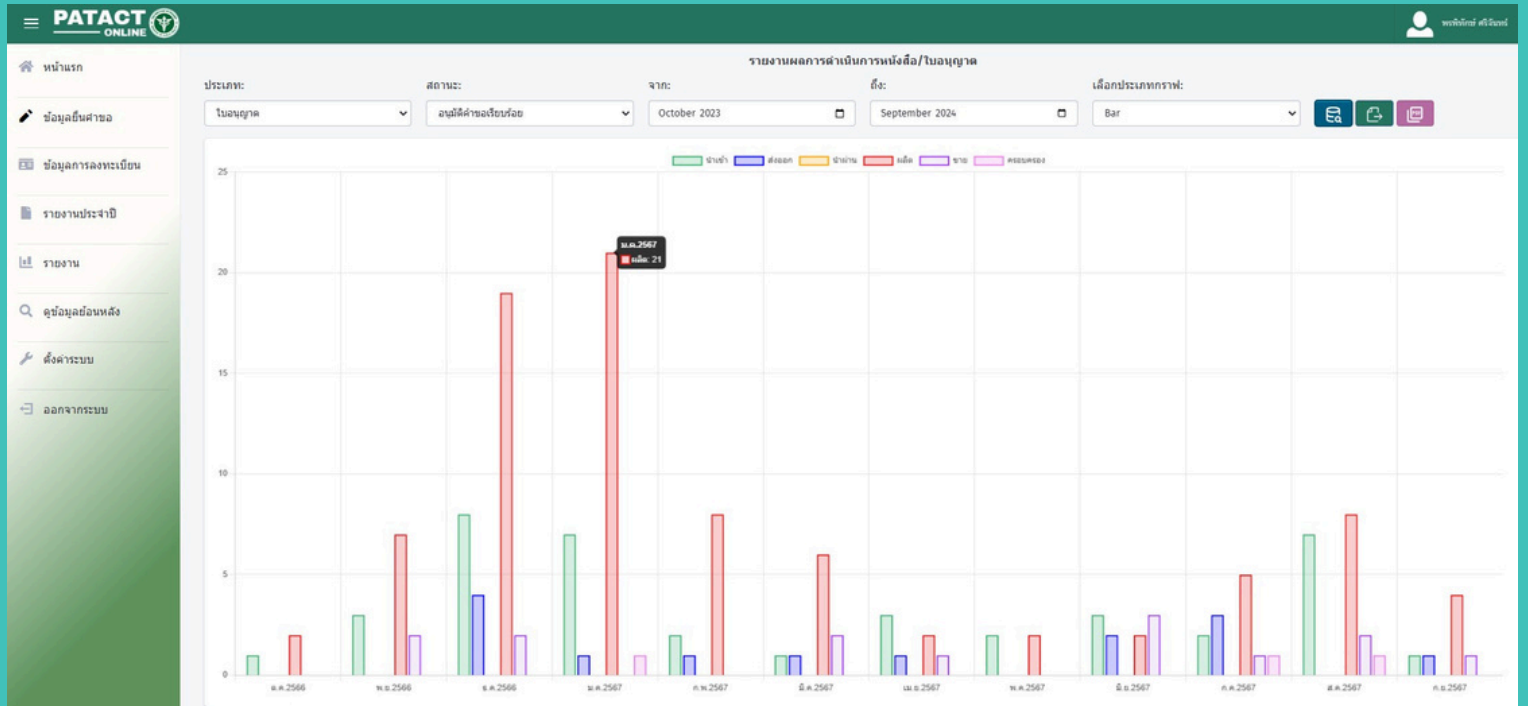 PATACT
ONLINE
พรพิทักษ์ ศรีจันทร์
หน้าแรก
ข้อมูลยื่นคำขอ
ข้อมูลการลงทะเบียน
รายงานประจำปี
รายงาน
ดูข้อมูลย้อนหลัง
ตั้งค่าระบบ
ออกจากระบบ
รายงานผลการดำเนินการหนังสือ/ใบอนุญาต
ประเภท: สถานะ: จาก: ถึง: เลือกประเภทกราฟ:
ใบอนุญาต อนุมัติคำขอเรียบร้อย October 2023 September 2024 Bar
นำเข้า ส่งออก นำผ่าน ผลิต ขาย ครอบครอง
25
ม.ค.2567
ผลิต: 21
20
15
10
5
0
ต.ค.2566 พ.ย.2566 ธ.ค.2566 ม.ค.2567 ก.พ.2567 มี.ค.2567 เม.ย.2567 พ.ค.2567 มิ.ย.2567 ก.ค.2567 ส.ค.2567 ก.ย.2567